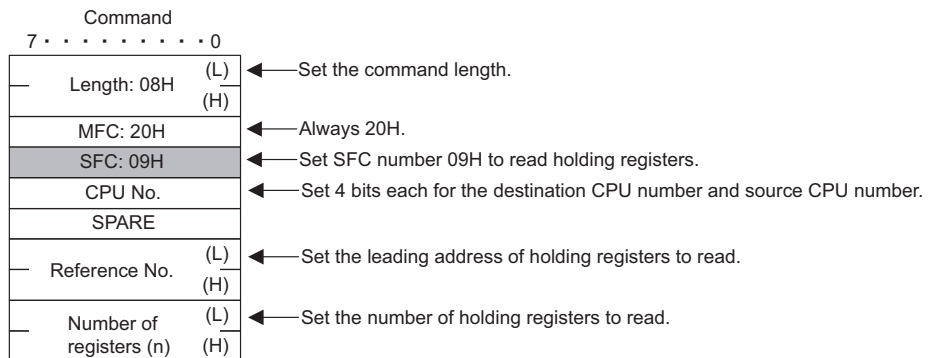 Command
7 · · · · · · · · · 0
Length: 08H (L) Set the command length.
(H)
MFC: 20H Always 20H.
SFC: 09H Set SFC number 09H to read holding registers.
CPU No. Set 4 bits each for the destination CPU number and source CPU number.
SPARE
Reference No. (L) Set the leading address of holding registers to read.
(H)
Number of (L) Set the number of holding registers to read.
registers (n) (H)